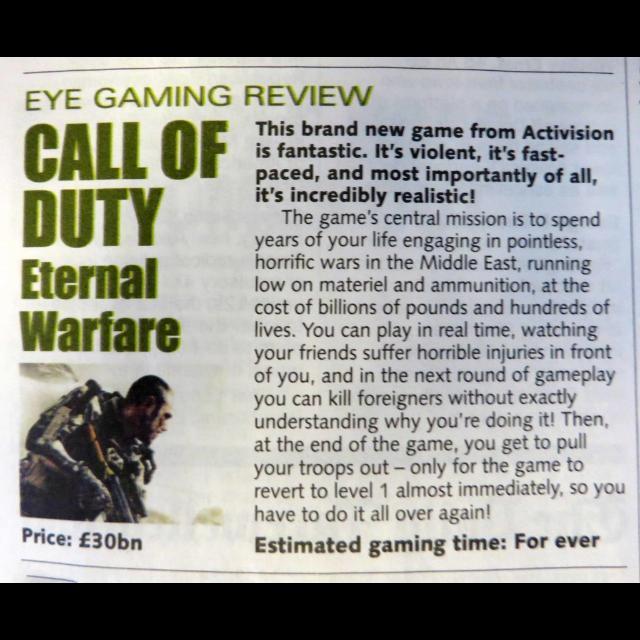 EYE GAMING REVIEW
CALL OF
DUTY
Eternal
Warfare
Price: £30bn
This brand new game from Activision
is fantastic. It's violent, it's fast-
paced, and most importantly of all,
it's incredibly realistic!
The game's central mission is to spend
years of your life engaging in pointless,
horrific wars in the Middle East, running
low on materiel and ammunition, at the
cost of billions of pounds and hundreds of
lives. You can play in real time, watching
your friends suffer horrible injuries in front
of you, and in the next round of gameplay
you can kill foreigners without exactly
understanding why you're doing it! Then,
at the end of the game, you get to pull
your troops out – only for the game to
revert to level 1 almost immediately, so you
have to do it all over again!
Estimated gaming time: For ever